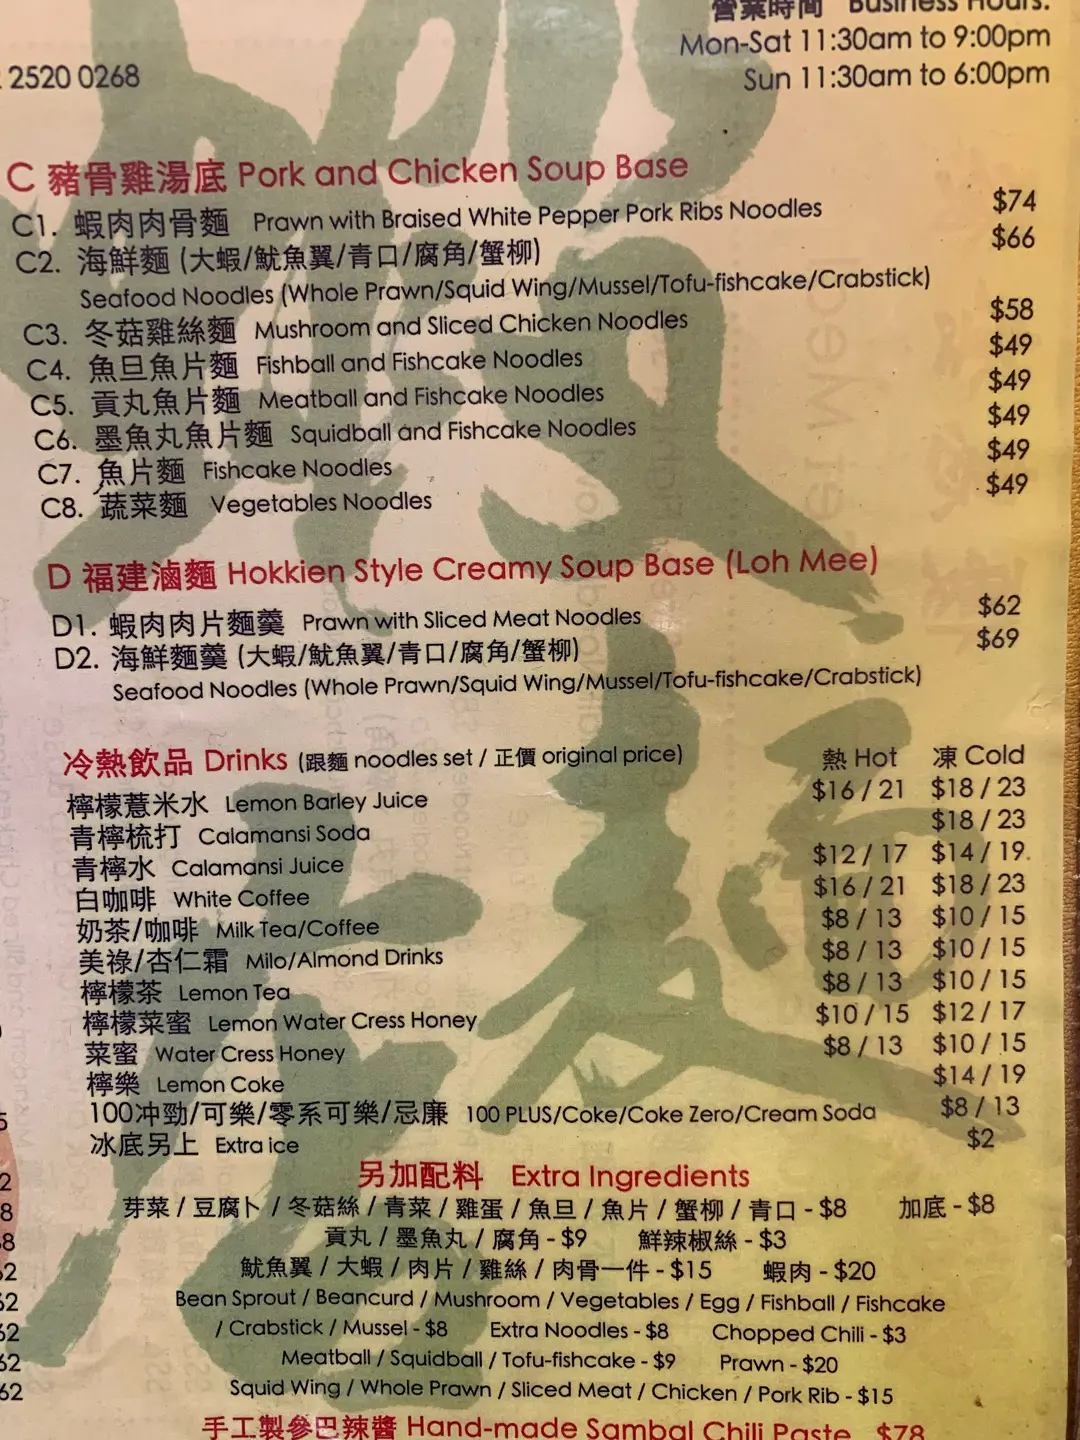 營業時間 Business Hours:
Mon-Sat 11:30am to 9:00pm
2520 0268
Sun 11:30am to 6:00pm
C 豬骨雞湯底 Pork and Chicken Soup Base
C1. 蝦肉肉骨麵 Prawn with Braised White Pepper Pork Ribs Noodles $74
C2. 海鮮麵 (大蝦/魷魚翼/青口/腐角/蟹柳) $66
Seafood Noodles (Whole Prawn/Squid Wing/Mussel/Tofu-fishcake/Crabstick)
C3. 冬菇雞絲麵 Mushroom and Sliced Chicken Noodles $58
C4. 魚旦魚片麵 Fishball and Fishcake Noodles $49
C5. 貢丸魚片麵 Meatball and Fishcake Noodles $49
C6. 墨魚丸魚片麵 Squidball and Fishcake Noodles $49
C7. 魚片麵 Fishcake Noodles $49
C8. 蔬菜麵 Vegetables Noodles $49
D 福建滷麵 Hokkien Style Creamy Soup Base (Loh Mee)
D1. 蝦肉肉片麵羹 Prawn with Sliced Meat Noodles $62
D2. 海鮮麵羹 (大蝦/魷魚翼/青口/腐角/蟹柳) $69
Seafood Noodles (Whole Prawn/Squid Wing/Mussel/Tofu-fishcake/Crabstick)
冷熱飲品 Drinks (跟麵 noodles set / 正價 original price) 熱 Hot 凍 Cold
檸檬薏米水 Lemon Barley Juice $16 / 21 $18 / 23
青檸梳打 Calamansi Soda $18 / 23
青檸水 Calamansi Juice $12 / 17 $14 / 19
白咖啡 White Coffee $16 / 21 $18 / 23
奶茶/咖啡 Milk Tea/Coffee $8 / 13 $10 / 15
美祿/杏仁霜 Milo/Almond Drinks $8 / 13 $10 / 15
檸檬茶 Lemon Tea $8 / 13 $10 / 15
檸檬菜蜜 Lemon Water Cress Honey $10 / 15 $12 / 17
菜蜜 Water Cress Honey $8 / 13 $10 / 15
檸樂 Lemon Coke $14 / 19
100冲勁/可樂/零系可樂/忌廉 100 PLUS/Coke/Coke Zero/Cream Soda $8 / 13
冰底另上 Extra ice $2
另加配料 Extra Ingredients
芽菜 / 豆腐卜 / 冬菇絲 / 青菜 / 雞蛋 / 魚旦 / 魚片 / 蟹柳 / 青口 - $8 加底 - $8
貢丸 / 墨魚丸 / 腐角 - $9 鮮辣椒絲 - $3
魷魚翼 / 大蝦 / 肉片 / 雞絲 / 肉骨一件 - $15 蝦肉 - $20
Bean Sprout / Beancurd / Mushroom / Vegetables / Egg / Fishball / Fishcake
/ Crabstick / Mussel - $8 Extra Noodles - $8 Chopped Chili - $3
Meatball / Squidball / Tofu-fishcake - $9 Prawn - $20
Squid Wing / Whole Prawn / Sliced Meat / Chicken / Pork Rib - $15
手工製參巴辣醬 Hand-made Sambal Chili Paste $78